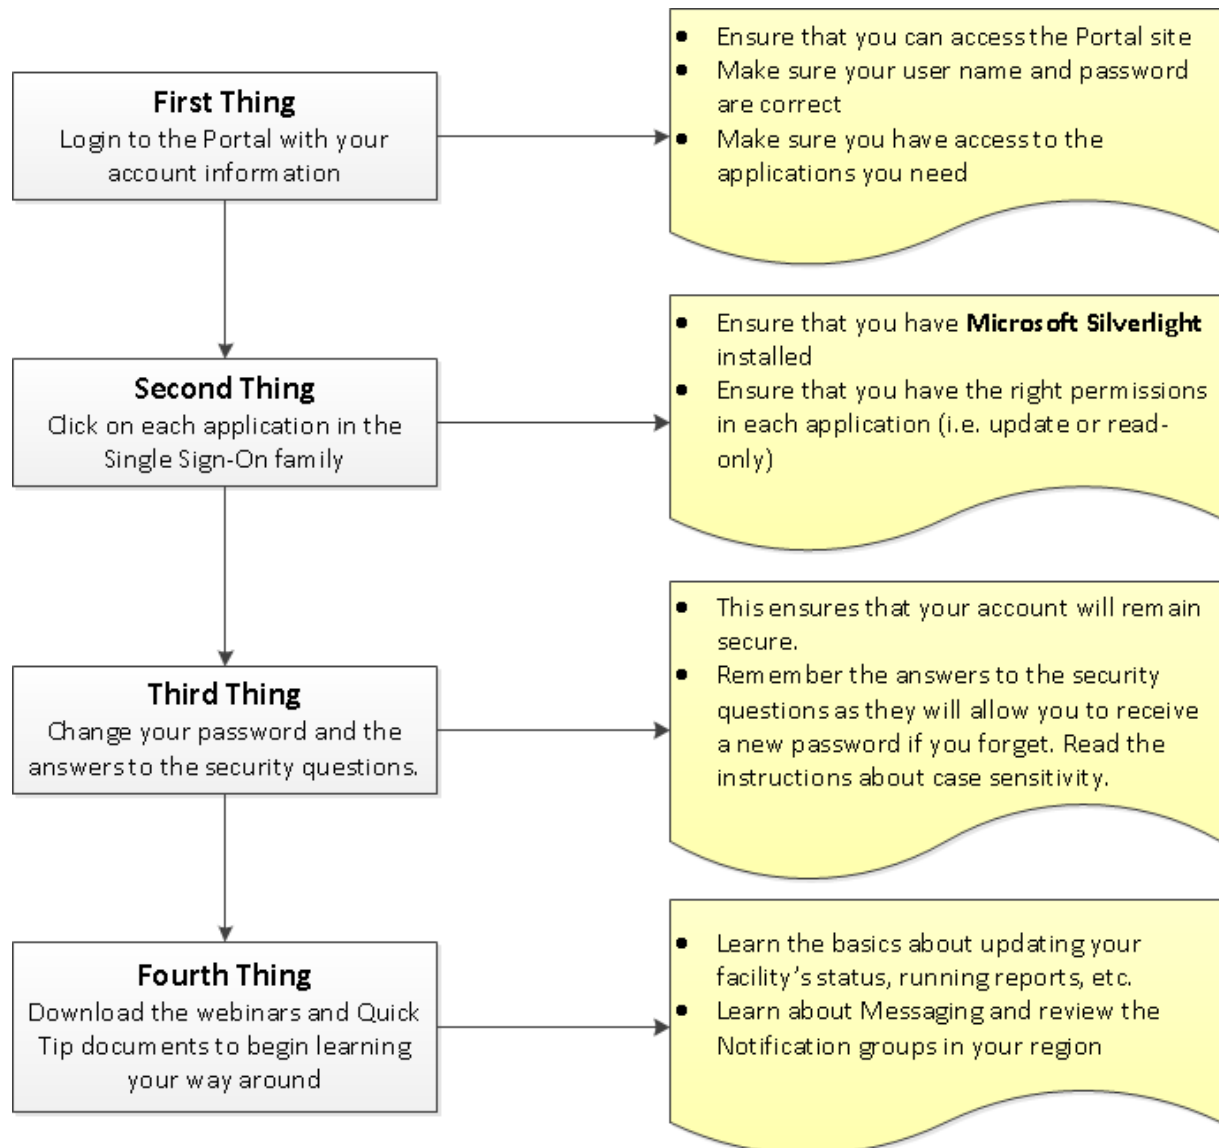 First Thing
Login to the Portal with your
account information
• Ensure that you can access the Portal site
• Make sure your user name and password
are correct
• Make sure you have access to the
applications you need
Second Thing
Click on each application in the
Single Sign-On family
• Ensure that you have Microsoft Silverlight
installed
• Ensure that you have the right permissions
in each application (i.e. update or read-
only)
Third Thing
Change your password and the
answers to the security questions.
• This ensures that your account will remain
secure.
• Remember the answers to the security
questions as they will allow you to receive
a new password if you forget. Read the
instructions about case sensitivity.
Fourth Thing
Download the webinars and Quick
Tip documents to begin learning
your way around
• Learn the basics about updating your
facility's status, running reports, etc.
• Learn about Messaging and review the
Notification groups in your region